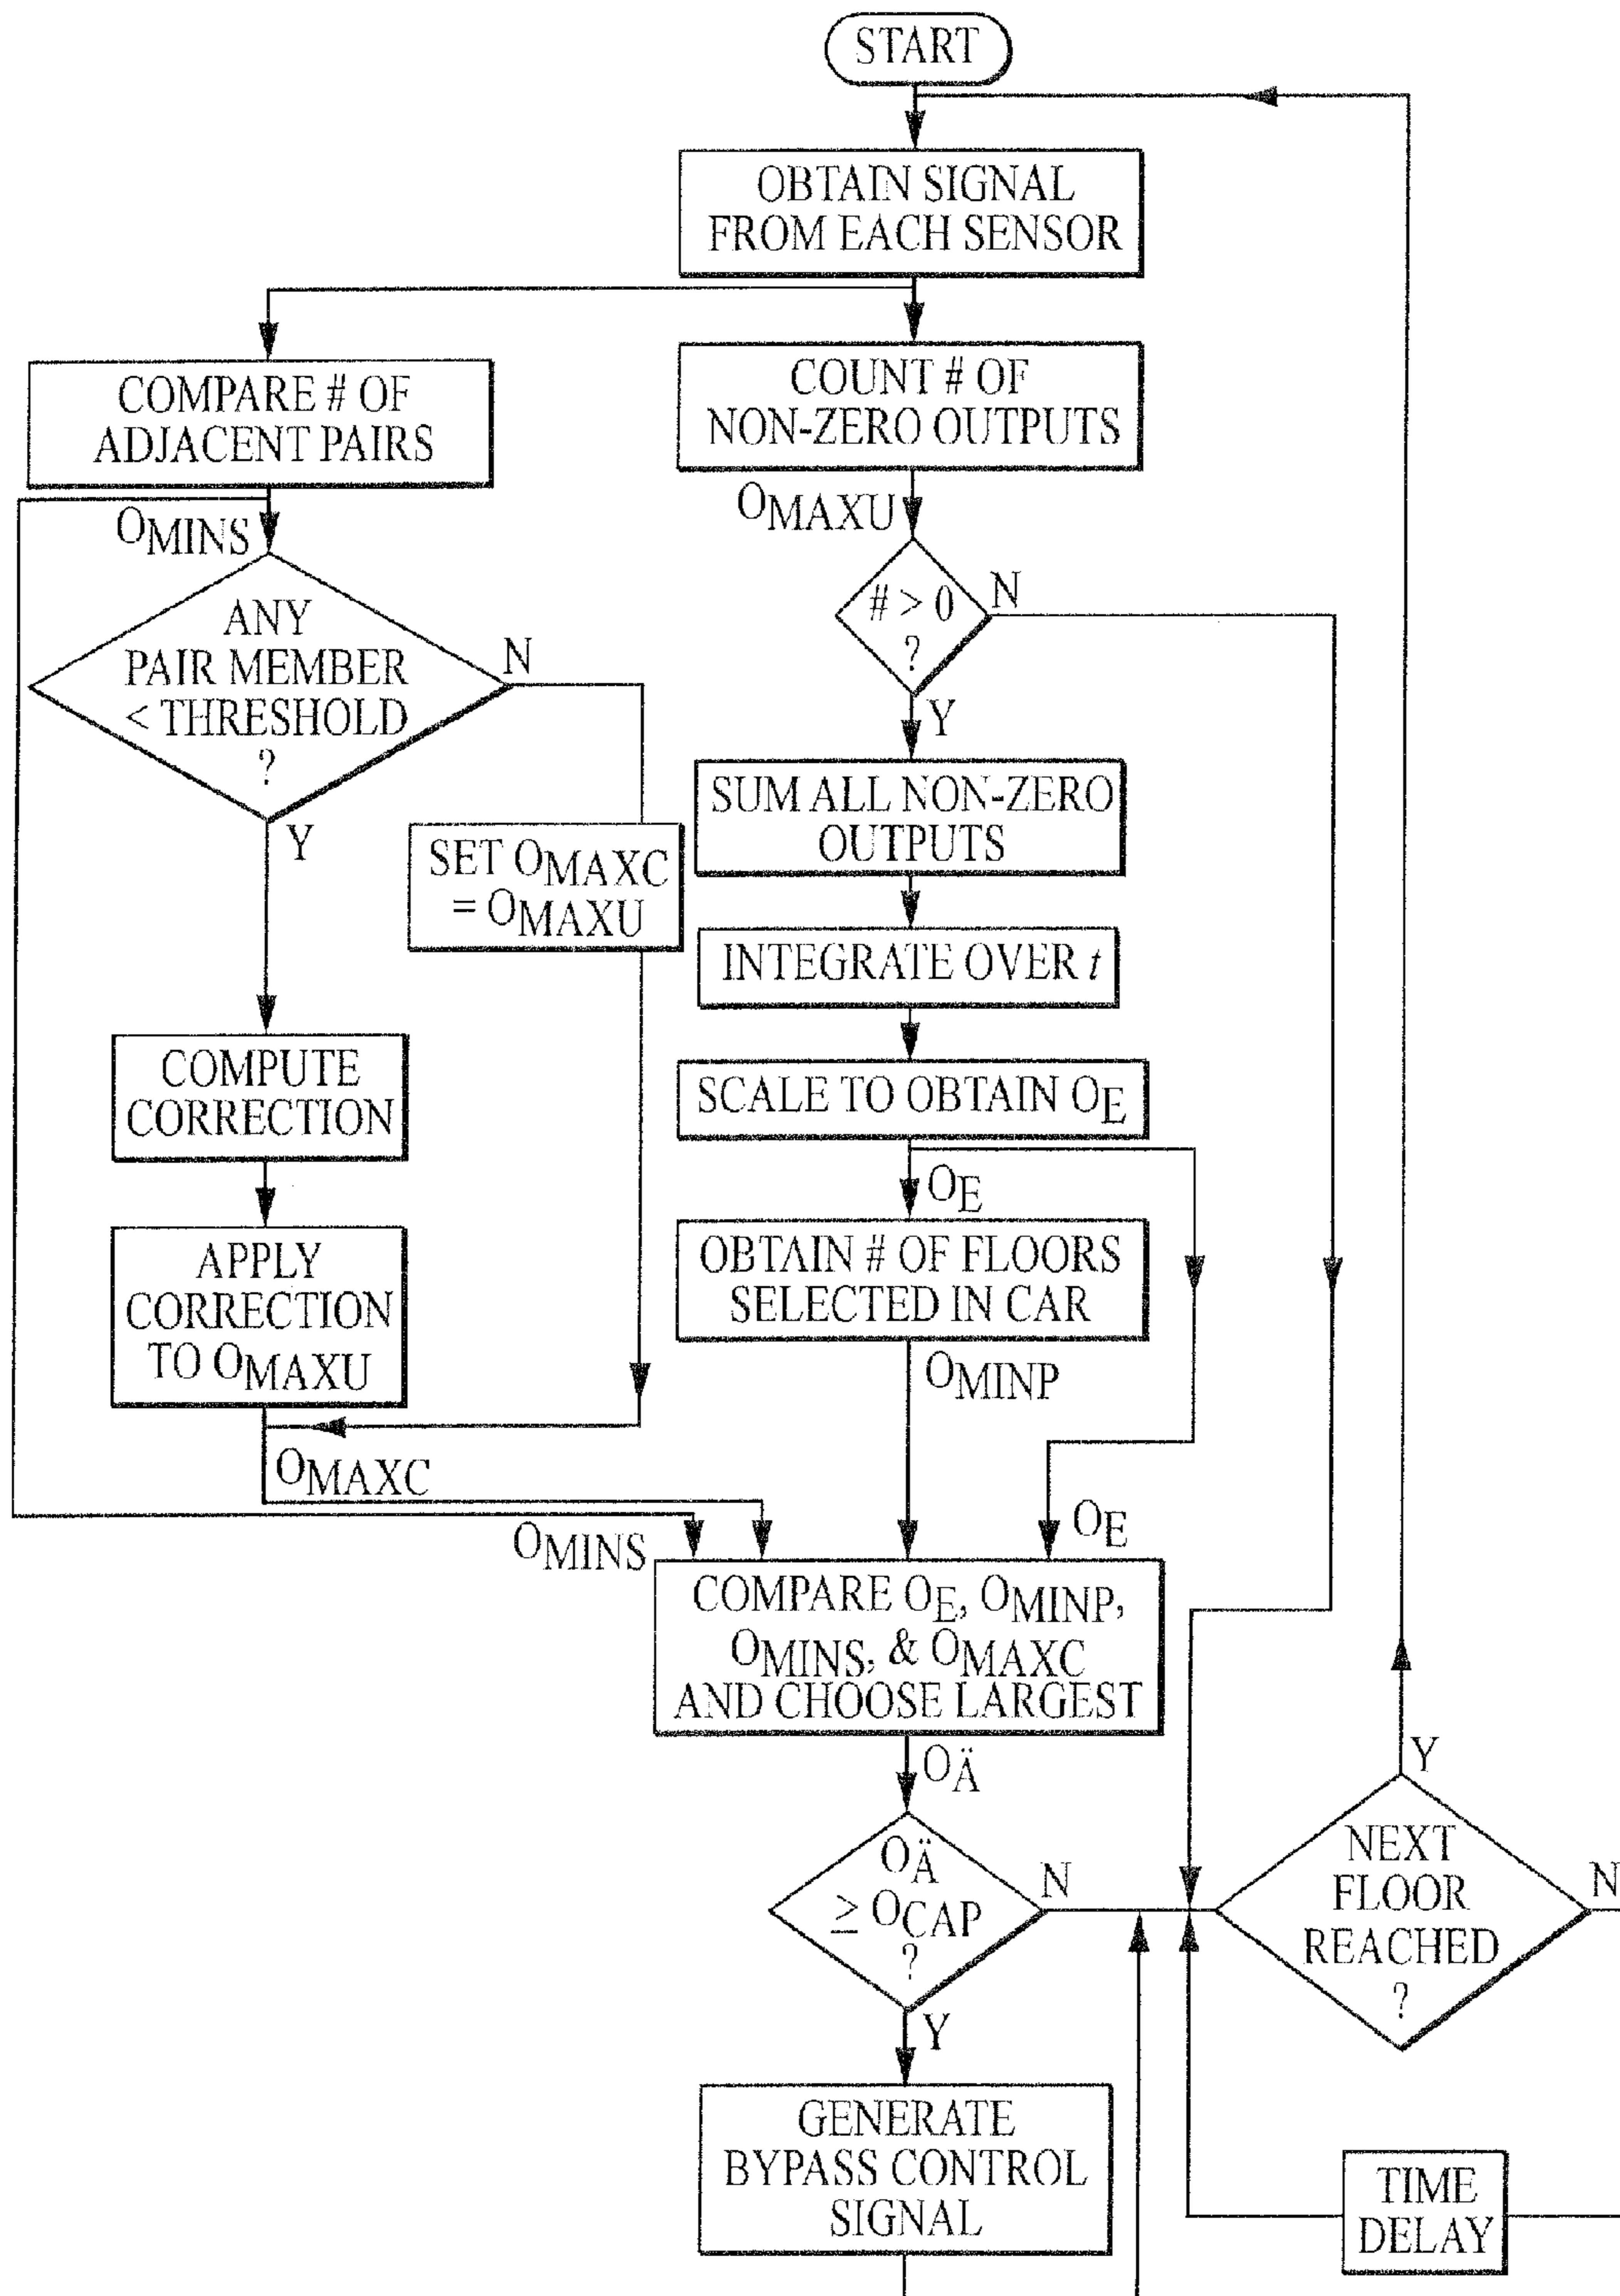 START
OBTAIN SIGNAL
FROM EACH SENSOR
COMPARE # OF
ADJACENT PAIRS
COUNT # OF
NON-ZERO OUTPUTS
OMINS
OMAXU
ANY
PAIR MEMBER
< THRESHOLD
?
N
Y
# > 0
?
N
Y
SET OMAXC
= OMAXU
SUM ALL NON-ZERO
OUTPUTS
INTEGRATE OVER t
COMPUTE
CORRECTION
SCALE TO OBTAIN OE
OE
APPLY
CORRECTION
TO OMAXU
OBTAIN # OF FLOORS
SELECTED IN CAR
OMINP
OMAXC
OMINS
OE
COMPARE OE, OMINP,
OMINS, & OMAXC
AND CHOOSE LARGEST
OÄ
OÄ
≥ OCAP
?
N
Y
NEXT
FLOOR
REACHED
?
Y
N
GENERATE
BYPASS CONTROL
SIGNAL
TIME
DELAY